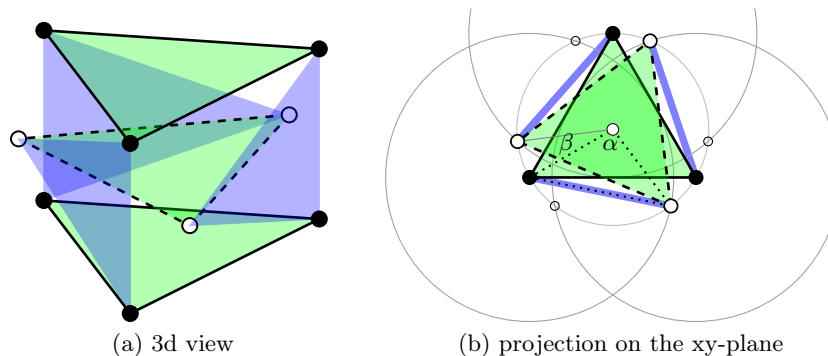 β α
(a) 3d view
(b) projection on the xy-plane